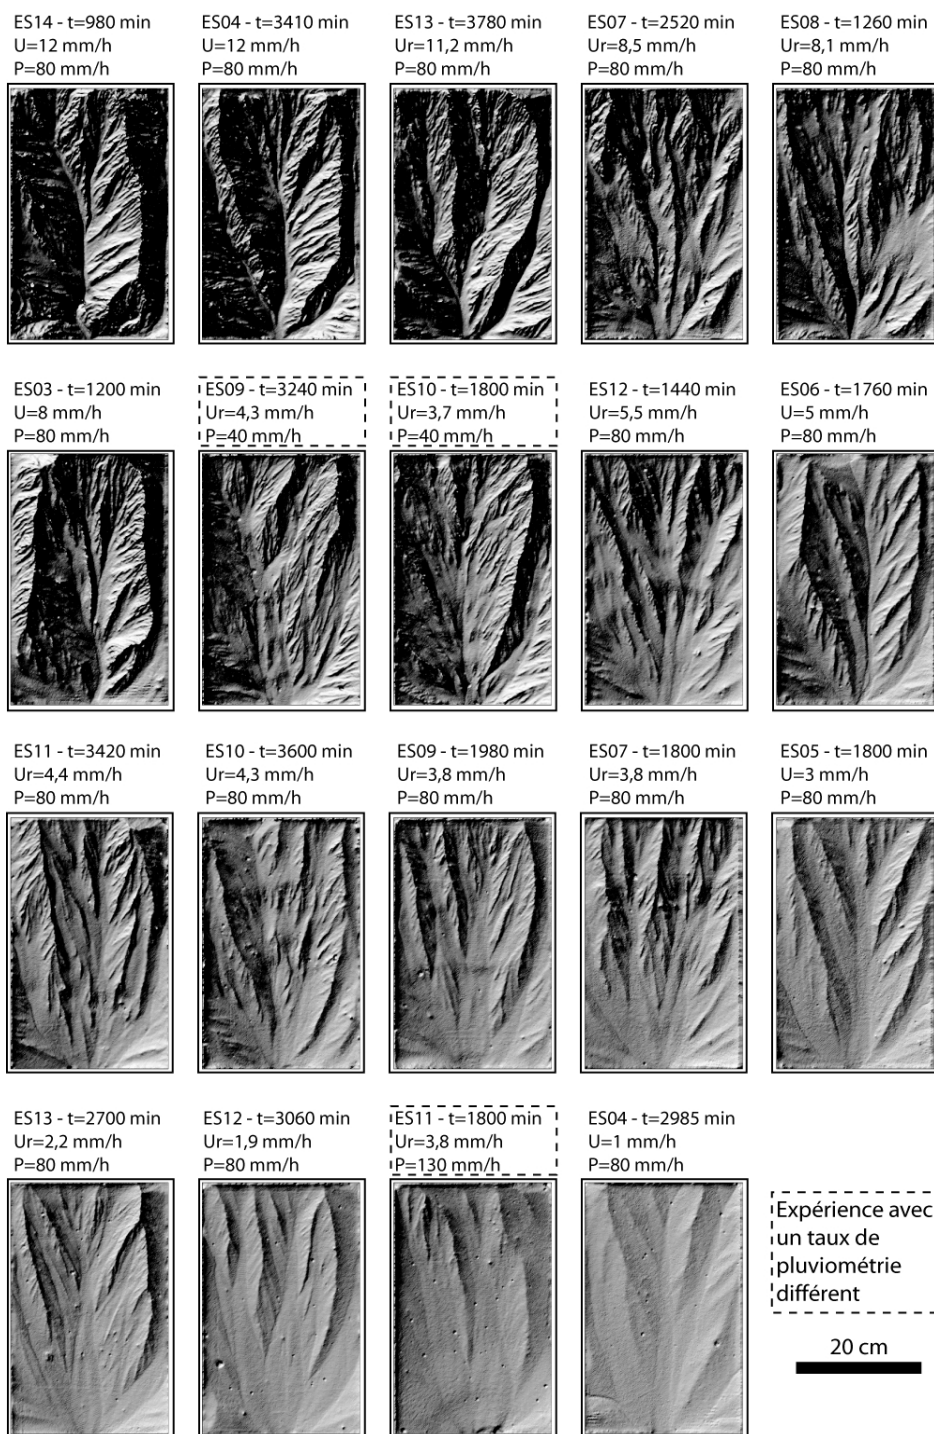 ES14 - t=980 min
U=12 mm/h
P=80 mm/h
ES04 - t=3410 min
U=12 mm/h
P=80 mm/h
ES13 - t=3780 min
Ur=11,2 mm/h
P=80 mm/h
ES07 - t=2520 min
Ur=8,5 mm/h
P=80 mm/h
ES08 - t=1260 min
Ur=8,1 mm/h
P=80 mm/h
ES03 - t=1200 min
U=8 mm/h
P=80 mm/h
ES09 - t=3240 min
Ur=4,3 mm/h
P=40 mm/h
ES10 - t=1800 min
Ur=3,7 mm/h
P=40 mm/h
ES12 - t=1440 min
Ur=5,5 mm/h
P=80 mm/h
ES06 - t=1760 min
U=5 mm/h
P=80 mm/h
ES11 - t=3420 min
Ur=4,4 mm/h
P=80 mm/h
ES10 - t=3600 min
Ur=4,3 mm/h
P=80 mm/h
ES09 - t=1980 min
Ur=3,8 mm/h
P=80 mm/h
ES07 - t=1800 min
Ur=3,8 mm/h
P=80 mm/h
ES05 - t=1800 min
U=3 mm/h
P=80 mm/h
ES13 - t=2700 min
Ur=2,2 mm/h
P=80 mm/h
ES12 - t=3060 min
Ur=1,9 mm/h
P=80 mm/h
ES11 - t=1800 min
Ur=3,8 mm/h
P=130 mm/h
ES04 - t=2985 min
U=1 mm/h
P=80 mm/h
Expérience avec
un taux de
pluviométrie
différent
20 cm